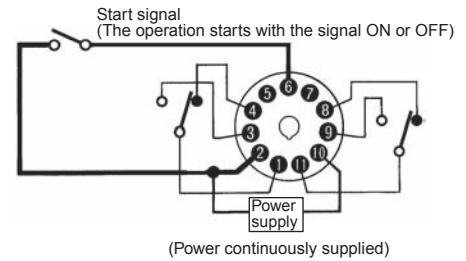 Start signal
(The operation starts with the signal ON or OFF)
6
5 7
4 8
3 9
2 10
1 11
Power
supply
(Power continuously supplied)